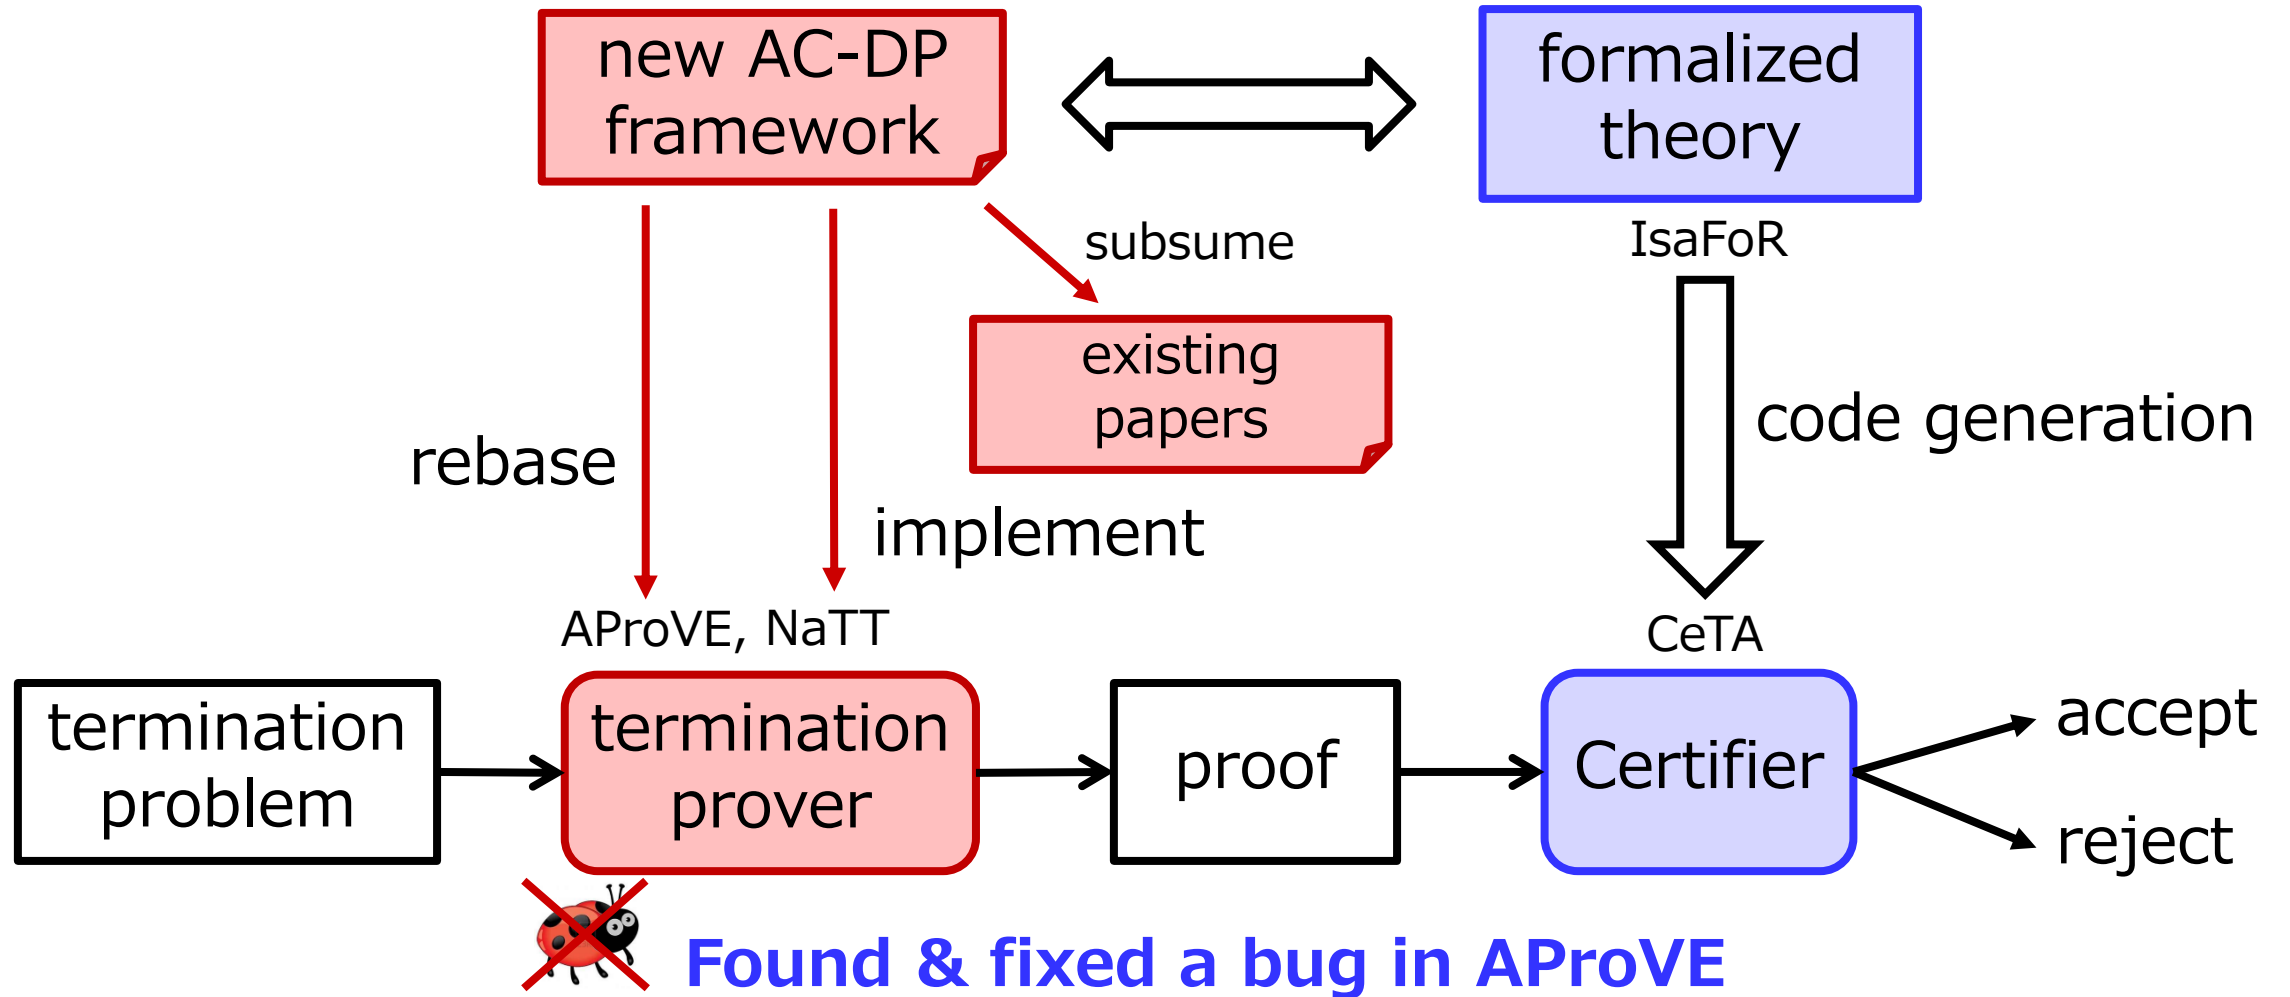 new AC-DP
framework
formalized
theory
subsume
IsaFoR
existing
papers
code generation
rebase
implement
AProVE, NaTT
CeTA
termination
problem
termination
prover
proof
Certifier
accept
reject
Found & fixed a bug in AProVE